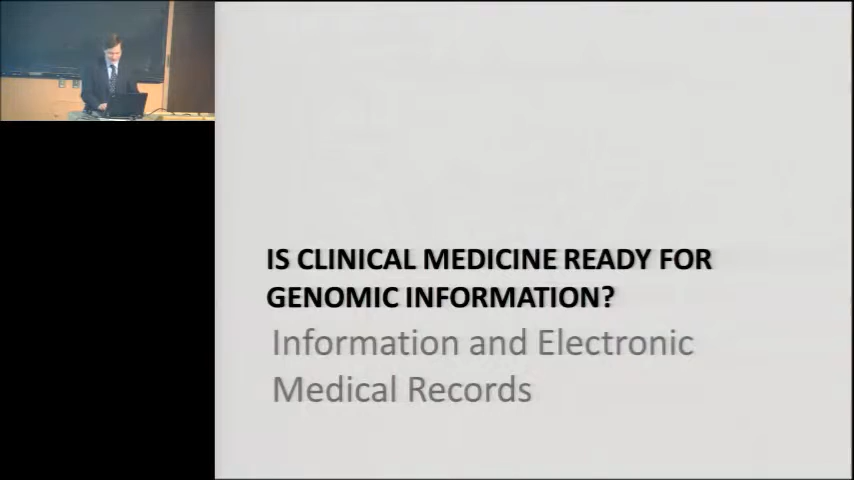 IS CLINICAL MEDICINE READY FOR
GENOMIC INFORMATION?
Information and Electronic
Medical Records